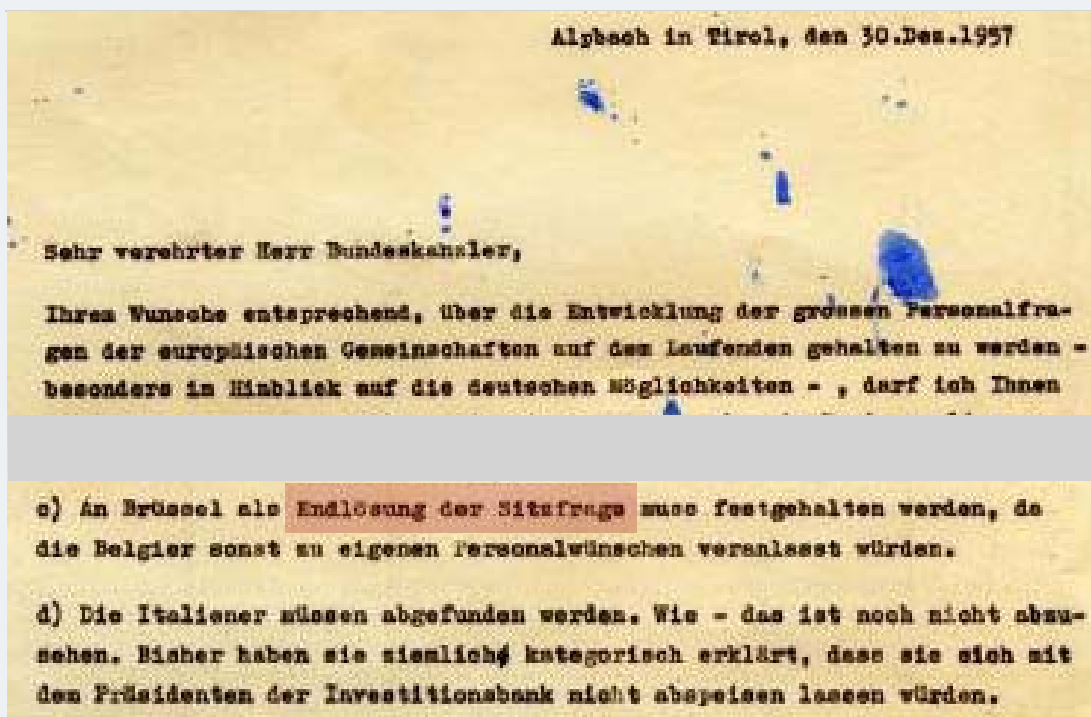 Alpbach in Tirol, den 30.Dez.1957
Sehr verehrter Herr Bundeskanzler,
Ihrem Wunsche entsprechend, über die Entwicklung der grossen Personalfra-
gen der europäischen Gemeinschaften auf dem Laufenden gehalten zu werden -
besonders im Hinblick auf die deutschen Möglichkeiten - , darf ich Ihnen
c) An Brüssel als Endlösung der Sitzfrage muss festgehalten werden, da
die Belgier sonst zu eigenen Personalwünschen veranlasst würden.
d) Die Italiener müssen abgefunden werden. Wie - das ist noch nicht abzu-
sehen. Bisher haben sie ziemlich kategorisch erklärt, dass sie sich mit
dem Präsidenten der Investitionsbank nicht abspeisen lassen würden.